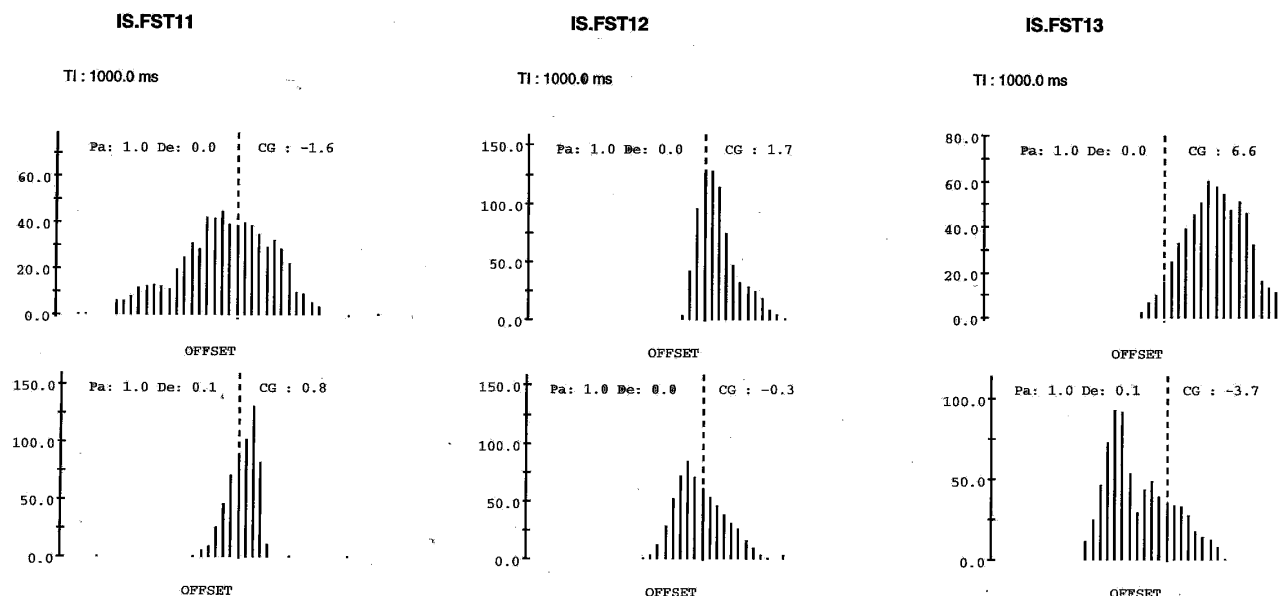 IS.FST11
TI : 1000.0 ms
Pa: 1.0 De: 0.0 CG : -1.6
60.0
40.0
20.0
0.0
OFFSET
150.0
Pa: 1.0 De: 0.1 CG : 0.8
100.0
50.0
0.0
OFFSET
IS.FST12
TI : 1000.0 ms
150.0
Pa: 1.0 De: 0.0 CG : 1.7
100.0
50.0
0.0
OFFSET
150.0
Pa: 1.0 De: 0.0 CG : -0.3
100.0
50.0
0.0
OFFSET
IS.FST13
TI : 1000.0 ms
80.0
Pa: 1.0 De: 0.0 CG : 6.6
60.0
40.0
20.0
0.0
OFFSET
Pa: 1.0 De: 0.1 CG : -3.7
100.0
50.0
0.0
OFFSET